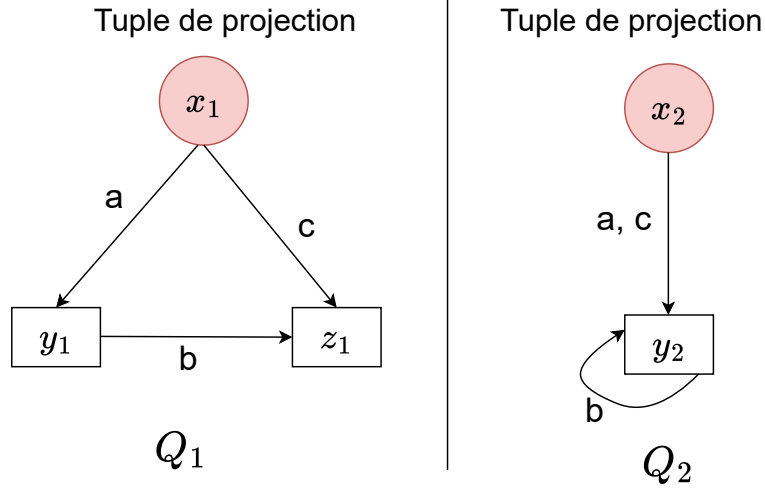 Tuple de projection
x₁
a
c
y₁
b
z₁
Q₁
Tuple de projection
x₂
a, c
y₂
b
Q₂